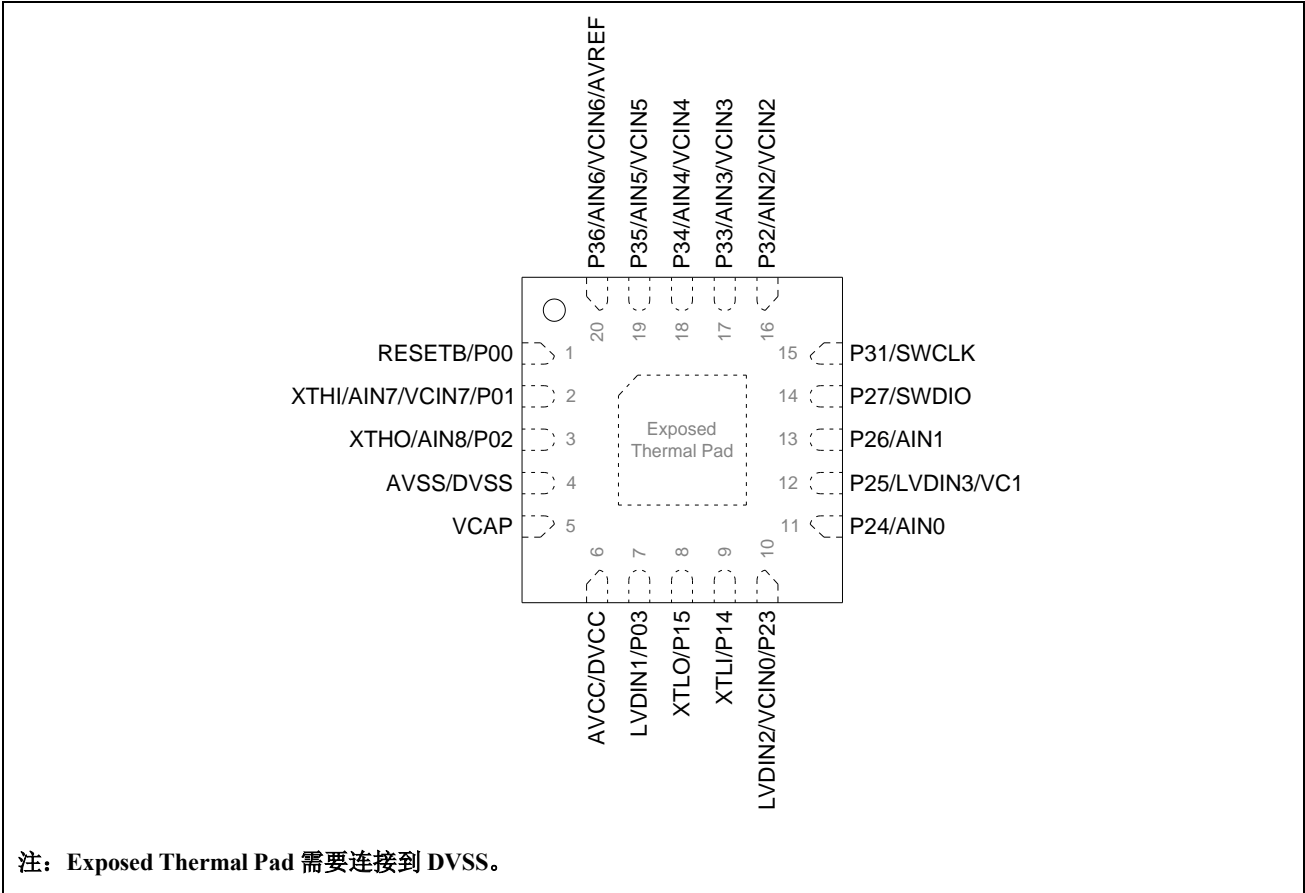 P36/AIN6/VCIN6/AVREF
P35/AIN5/VCIN5
P34/AIN4/VCIN4
P33/AIN3/VCIN3
P32/AIN2/VCIN2
20
19
18
17
16
RESETB/P00
1
XTHI/AIN7/VCIN7/P01
2
XTHO/AIN8/P02
3
AVSS/DVSS
4
VCAP
5
Exposed
Thermal Pad
15
P31/SWCLK
14
P27/SWDIO
13
P26/AIN1
12
P25/LVDIN3/VC1
11
P24/AIN0
6
7
8
9
10
AVCC/DVCC
LVDIN1/P03
XTLO/P15
XTLI/P14
LVDIN2/VCIN0/P23
注：Exposed Thermal Pad 需要连接到 DVSS。